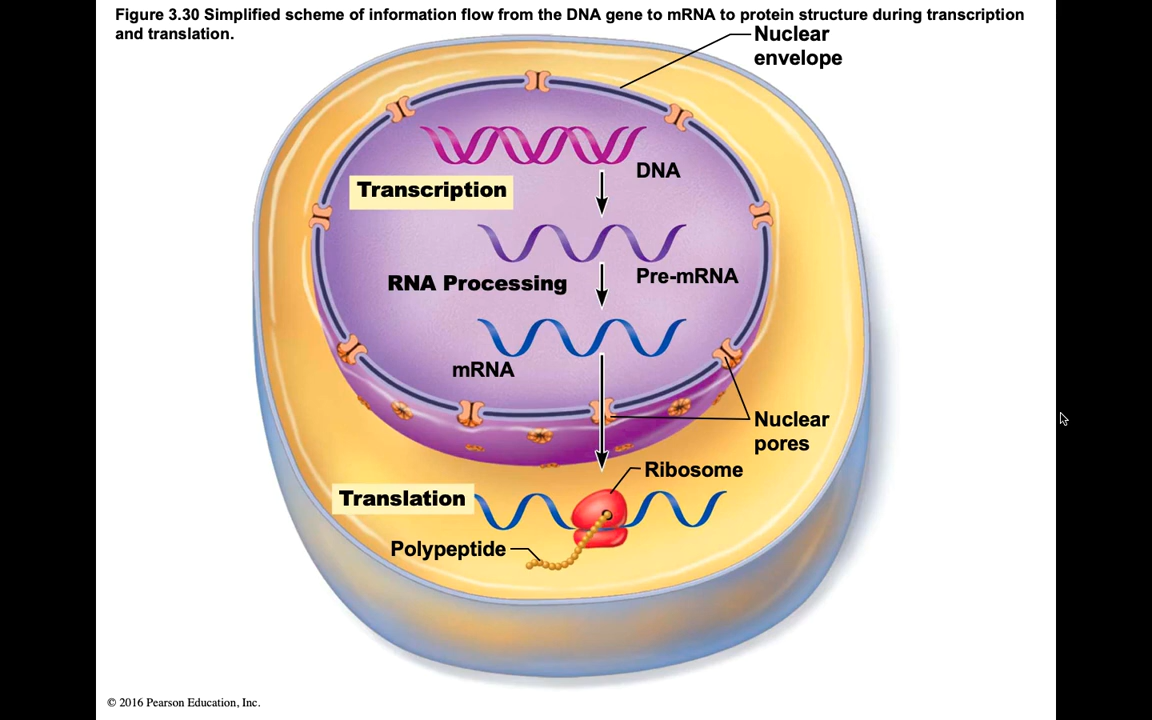 Figure 3.30 Simplified scheme of information flow from the DNA gene to mRNA to protein structure during transcription
and translation.
Nuclear
envelope
DNA
Transcription
Pre-mRNA
RNA Processing
mRNA
Nuclear
pores
Ribosome
Translation
Polypeptide
© 2016 Pearson Education, Inc.